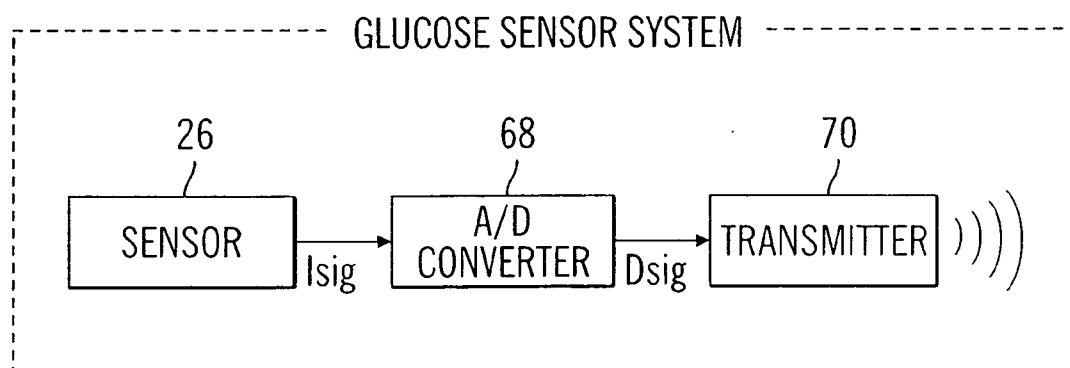 GLUCOSE SENSOR SYSTEM
26
68
70
SENSOR
Isig
A/D
CONVERTER
Dsig
TRANSMITTER